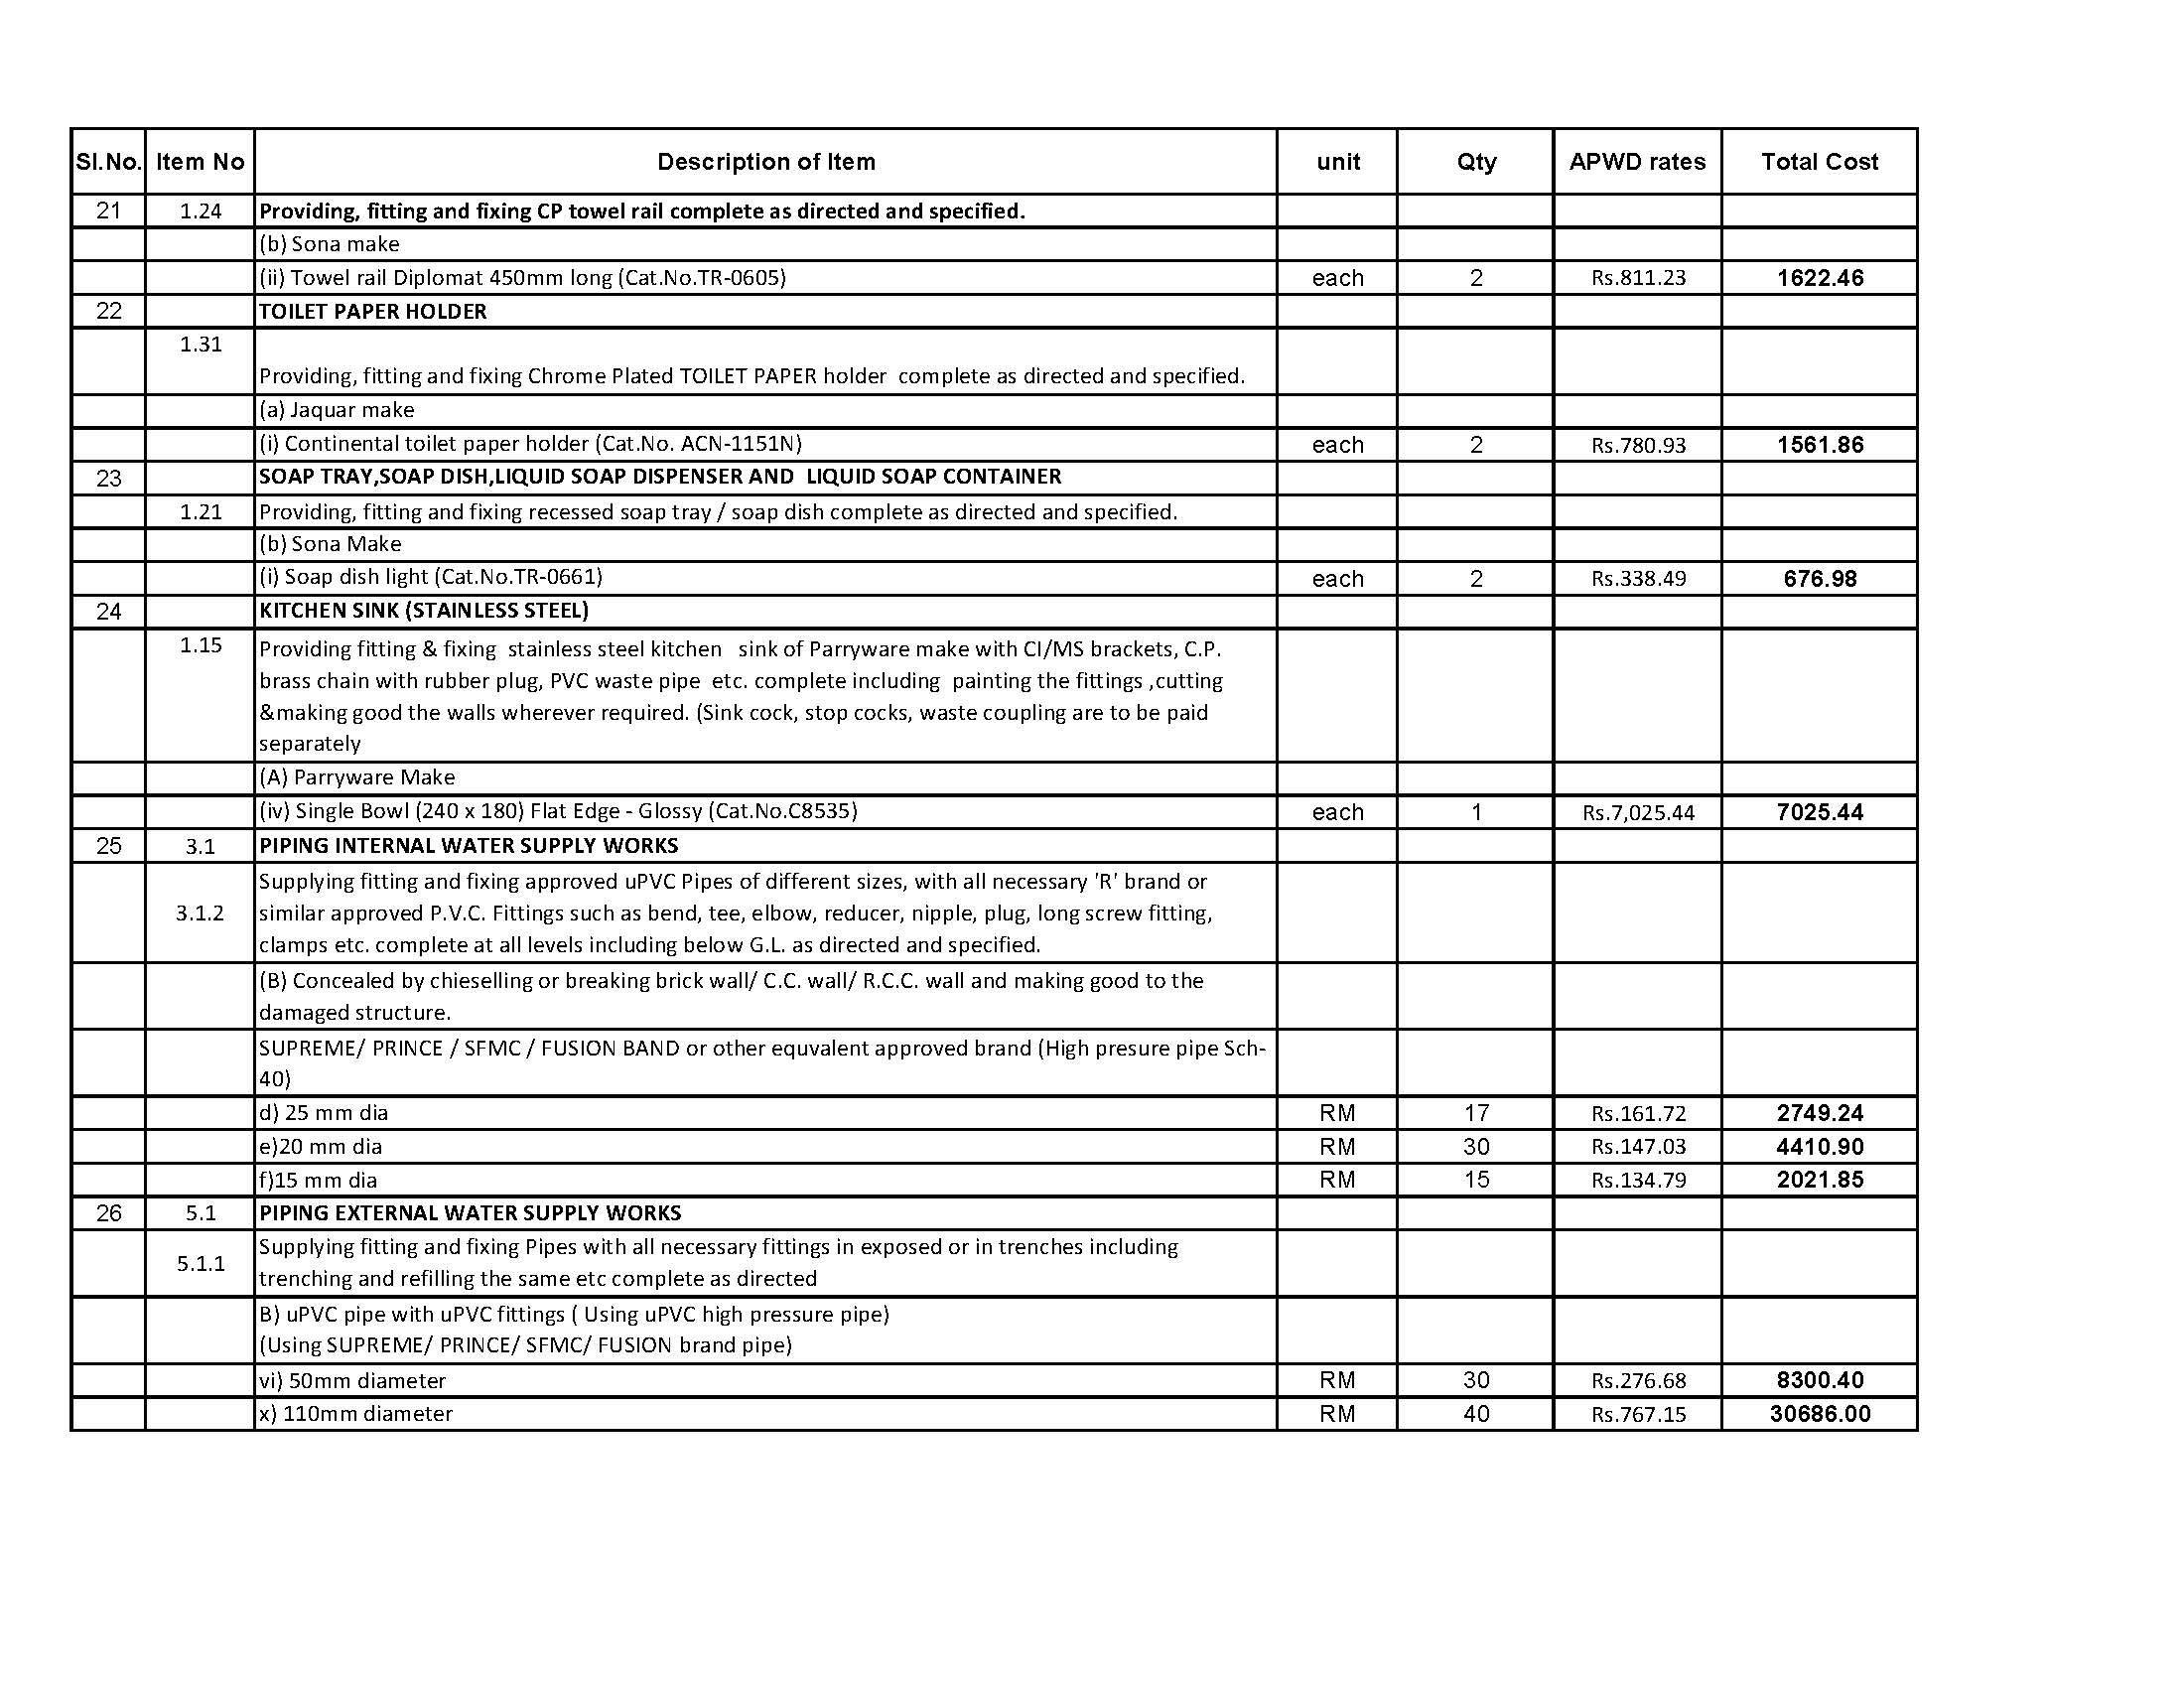 Sl.No. Item No Description of Item unit Qty APWD rates Total Cost
21 1.24 Providing, fitting and fixing CP towel rail complete as directed and specified.
(b) Sona make
(ii) Towel rail Diplomat 450mm long (Cat.No.TR-0605) each 2 Rs.811.23 1622.46
22 TOILET PAPER HOLDER
1.31
Providing, fitting and fixing Chrome Plated TOILET PAPER holder  complete as directed and specified.
(a) Jaquar make
(i) Continental toilet paper holder (Cat.No. ACN-1151N) each 2 Rs.780.93 1561.86
23 SOAP TRAY,SOAP DISH,LIQUID SOAP DISPENSER AND  LIQUID SOAP CONTAINER
1.21 Providing, fitting and fixing recessed soap tray / soap dish complete as directed and specified.
(b) Sona Make
(i) Soap dish light (Cat.No.TR-0661) each 2 Rs.338.49 676.98
24 KITCHEN SINK (STAINLESS STEEL)
1.15 Providing fitting & fixing  stainless steel kitchen   sink of Parryware make with CI/MS brackets, C.P.
brass chain with rubber plug, PVC waste pipe  etc. complete including  painting the fittings ,cutting
&making good the walls wherever required. (Sink cock, stop cocks, waste coupling are to be paid
separately
(A) Parryware Make
(iv) Single Bowl (240 x 180) Flat Edge - Glossy (Cat.No.C8535) each 1 Rs.7,025.44 7025.44
25 3.1 PIPING INTERNAL WATER SUPPLY WORKS
Supplying fitting and fixing approved uPVC Pipes of different sizes, with all necessary 'R' brand or
3.1.2 similar approved P.V.C. Fittings such as bend, tee, elbow, reducer, nipple, plug, long screw fitting,
clamps etc. complete at all levels including below G.L. as directed and specified.
(B) Concealed by chieselling or breaking brick wall/ C.C. wall/ R.C.C. wall and making good to the
damaged structure.
SUPREME/ PRINCE / SFMC / FUSION BAND or other equvalent approved brand (High presure pipe Sch-
40)
d) 25 mm dia RM 17 Rs.161.72 2749.24
e)20 mm dia RM 30 Rs.147.03 4410.90
f)15 mm dia RM 15 Rs.134.79 2021.85
26 5.1 PIPING EXTERNAL WATER SUPPLY WORKS
5.1.1 Supplying fitting and fixing Pipes with all necessary fittings in exposed or in trenches including
trenching and refilling the same etc complete as directed
B) uPVC pipe with uPVC fittings ( Using uPVC high pressure pipe)
(Using SUPREME/ PRINCE/ SFMC/ FUSION brand pipe)
vi) 50mm diameter RM 30 Rs.276.68 8300.40
x) 110mm diameter RM 40 Rs.767.15 30686.00